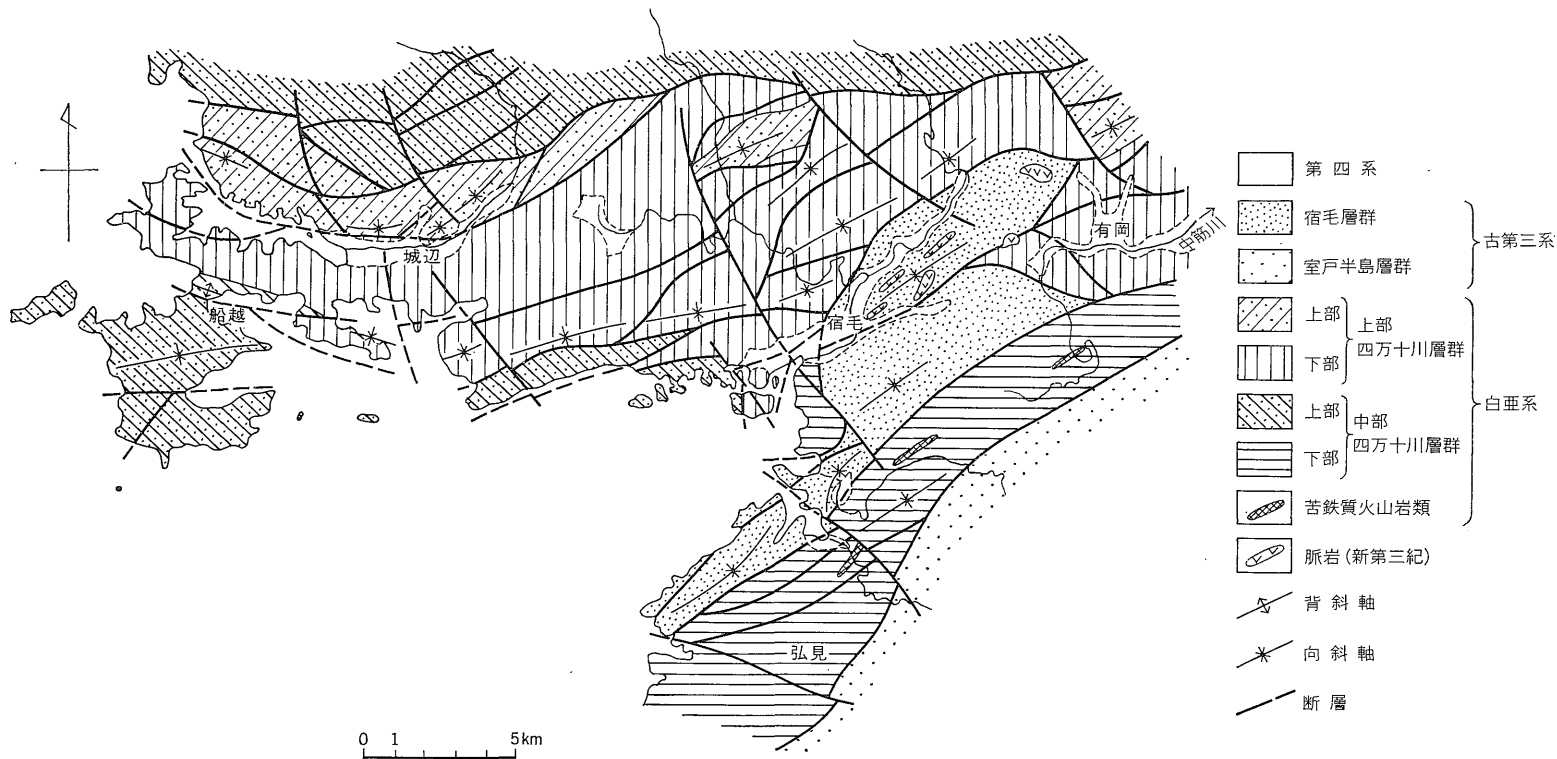 城辺
船越
宿毛
有岡
中筋川
弘見
0 1 5km
第四系
宿毛層群
室戸半島層群
古第三系
上部
下部
上部
四万十川層群
上部
下部
中部
四万十川層群
苦鉄質火山岩類
白亜系
脈岩(新第三紀)
背斜軸
向斜軸
断層